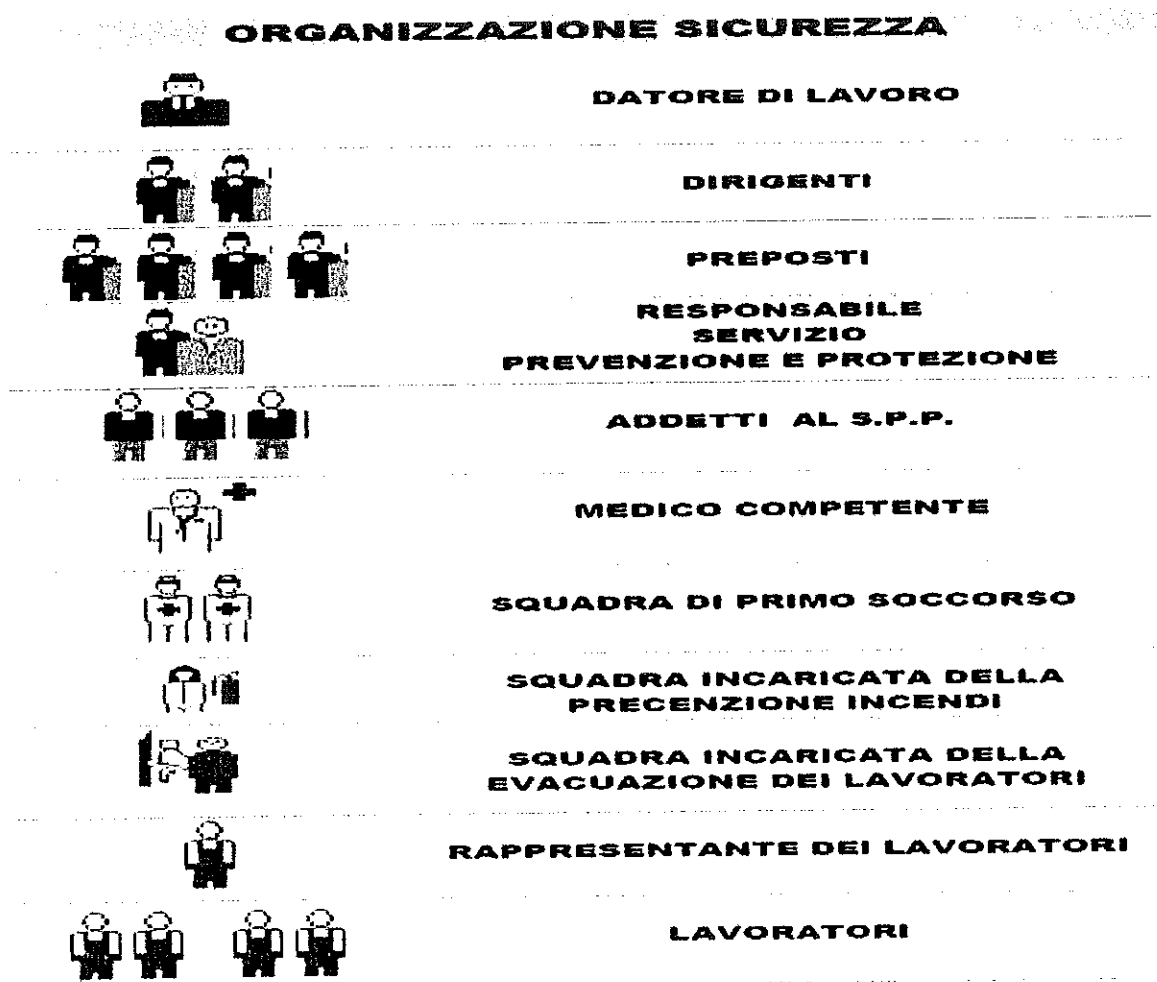 ORGANIZZAZIONE SICUREZZA
DATORE DI LAVORO
DIRIGENTI
PREPOSTI
RESPONSABILE
SERVIZIO
PREVENZIONE E PROTEZIONE
ADDETTI AL S.P.P.
MEDICO COMPETENTE
SQUADRA DI PRIMO SOCCORSO
SQUADRA INCARICATA DELLA
PRECENZIONE INCENDI
SQUADRA INCARICATA DELLA
EVACUAZIONE DEI LAVORATORI
RAPPRESENTANTE DEI LAVORATORI
LAVORATORI